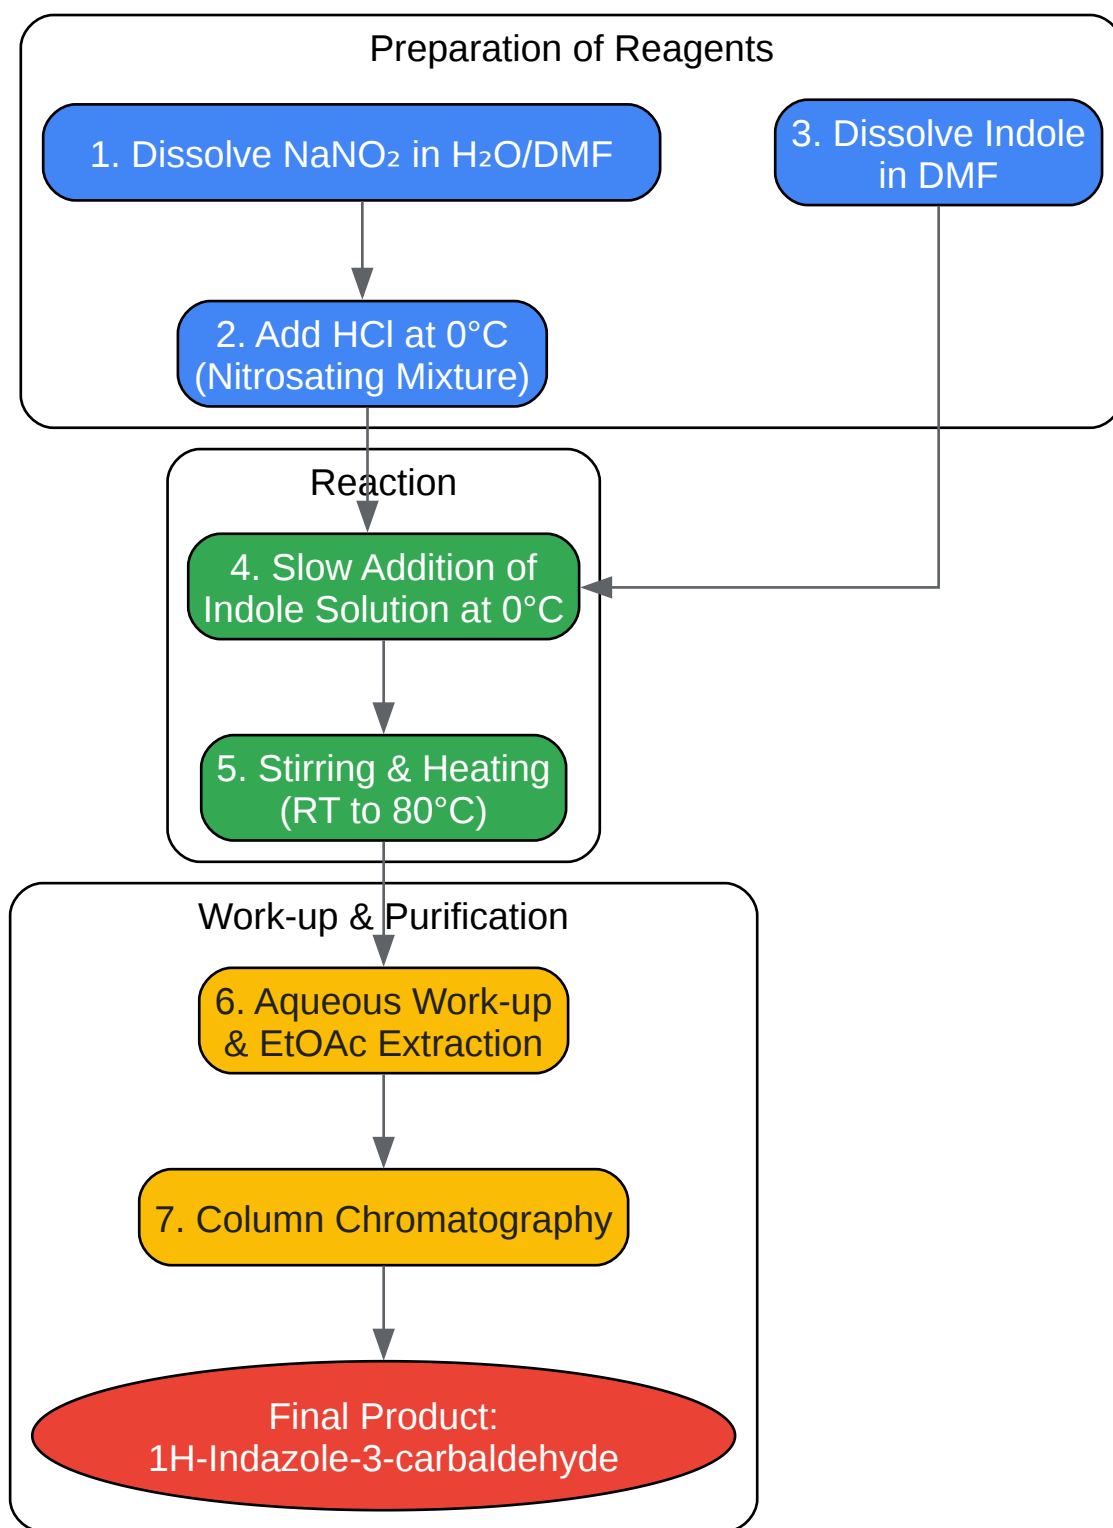 Preparation of Reagents
1. Dissolve NaNO₂ in H₂O/DMF
3. Dissolve Indole
in DMF
2. Add HCl at 0°C
(Nitrosating Mixture)
Reaction
4. Slow Addition of
Indole Solution at 0°C
5. Stirring & Heating
(RT to 80°C)
Work-up & Purification
6. Aqueous Work-up
& EtOAc Extraction
7. Column Chromatography
Final Product:
1H-Indazole-3-carbaldehyde